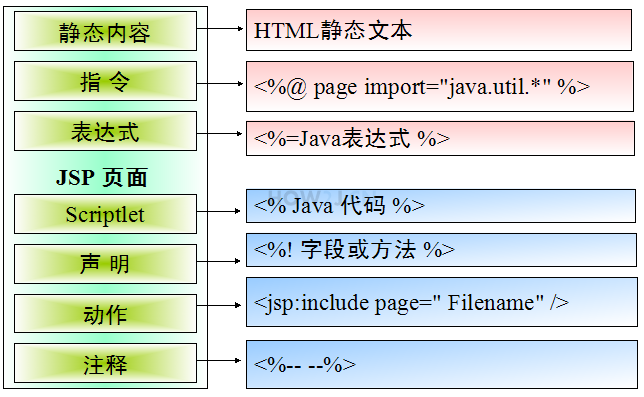 静态内容
HTML静态文本
指 令
<%@ page import="java.util.*" %>
表达式
<%=Java表达式 %>
JSP 页面
Scriptlet
<% Java 代码 %>
声 明
<%! 字段或方法 %>
动作
<jsp:include page=" Filename" />
注释
<%-- --%>